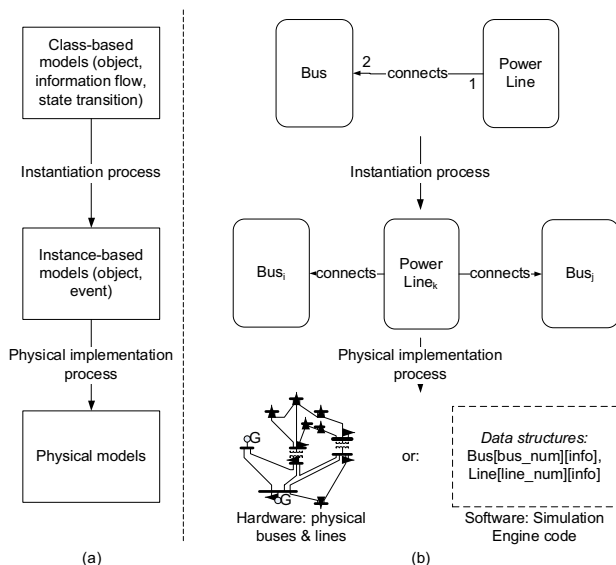 Class-based
models (object,
information flow,
state transition)
Instantiation process
Instance-based
models (object,
event)
Physical implementation
process
Physical models
(a)
Bus
2
connects
1
Power
Line
Instantiation process
Busᵢ
connects
Power
Lineₖ
connects
Busⱼ
Physical implementation
process
G
G
Hardware: physical
buses & lines
or:
Data structures:
Bus[bus_num][info],
Line[line_num][info]
Software: Simulation
Engine code
(b)